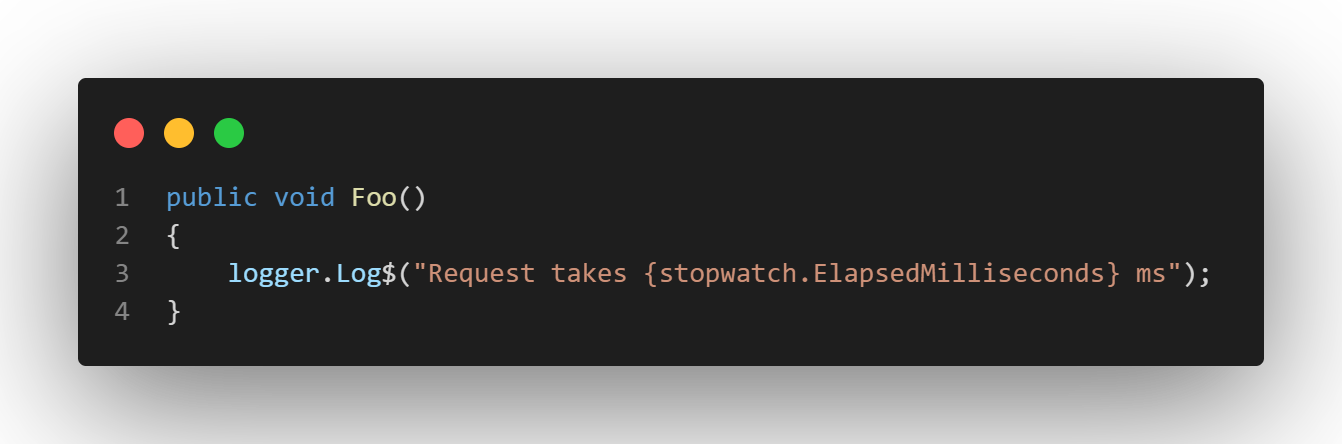 1 public void Foo()
2 {
3     logger.Log$("Request takes {stopwatch.ElapsedMilliseconds} ms");
4 }